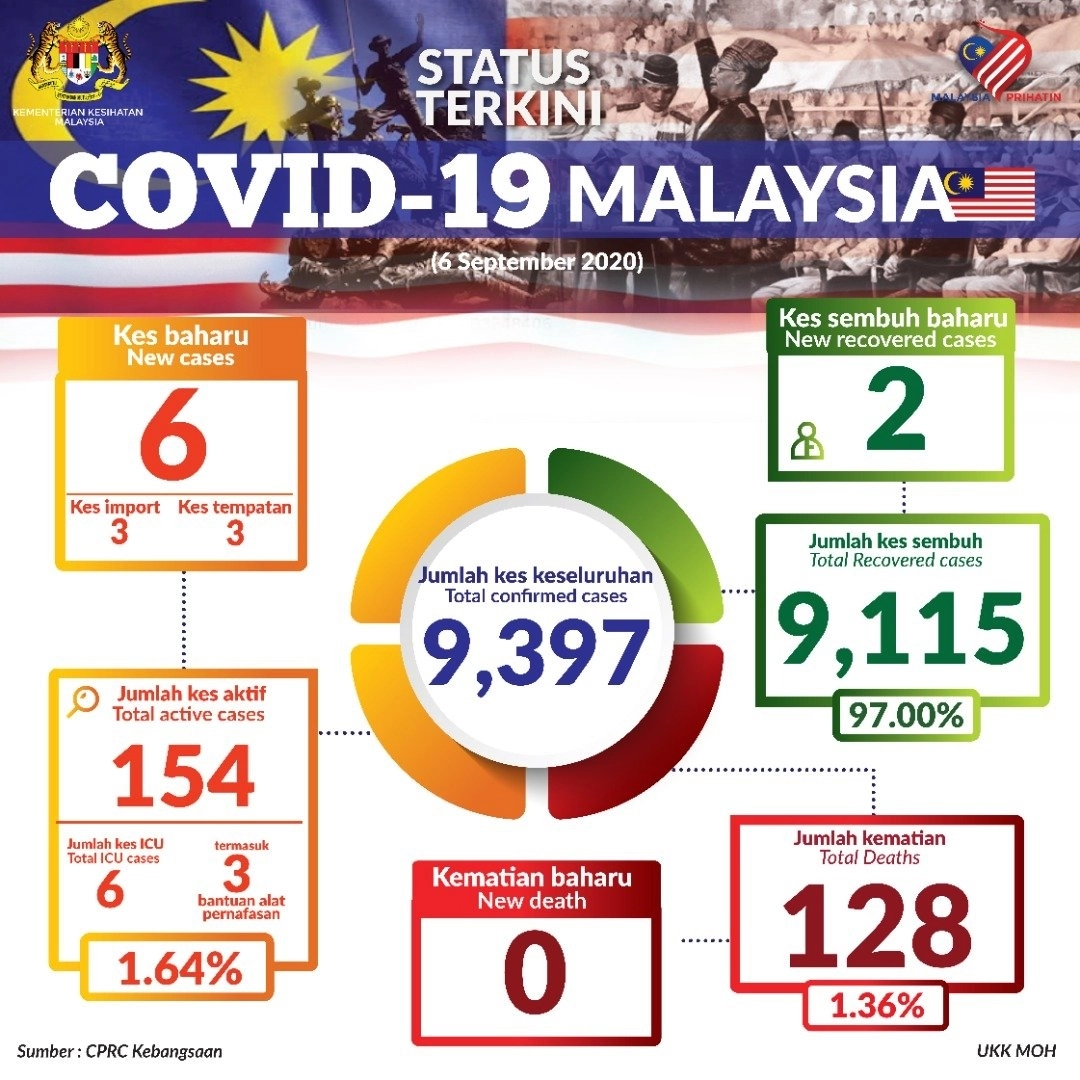 KEMENTERIAN KESIHATAN
MALAYSIA
STATUS
TERKINI
MALAYSIA PRIHATIN
COVID-19 MALAYSIA
(6 September 2020)
Kes baharu
New cases
6
Kes import
3
Kes tempatan
3
Kes sembuh baharu
New recovered cases
2
Jumlah kes keseluruhan
Total confirmed cases
9,397
Jumlah kes sembuh
Total Recovered cases
9,115
97.00%
Jumlah kes aktif
Total active cases
154
Jumlah kes ICU
Total ICU cases
6
termasuk
3
bantuan alat
pernafasan
1.64%
Kematian baharu
New death
0
Jumlah kematian
Total Deaths
128
1.36%
Sumber : CPRC Kebangsaan
UKK MOH